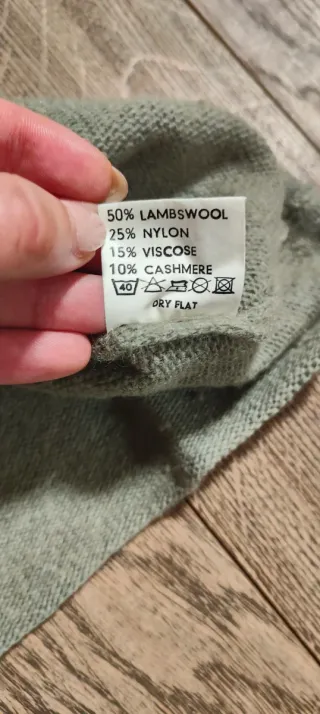 50% LAMBSWOOL
25% NYLON
15% VISCOSE
10% CASHMERE
40
DRY FLAT